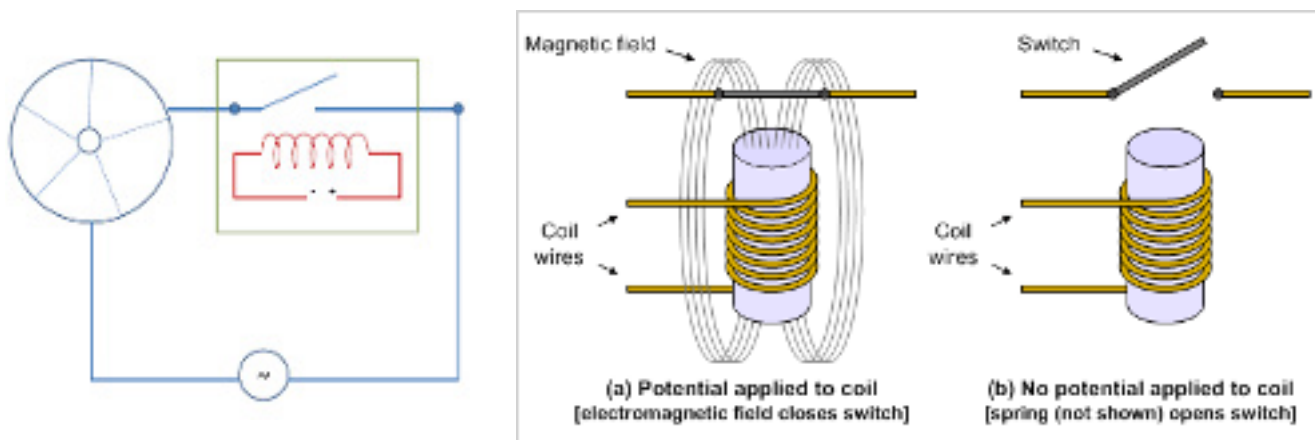 - +
~
Magnetic field
Coil
wires
(a) Potential applied to coil
[electromagnetic field closes switch]
Switch
Coil
wires
(b) No potential applied to coil
[spring (not shown) opens switch]